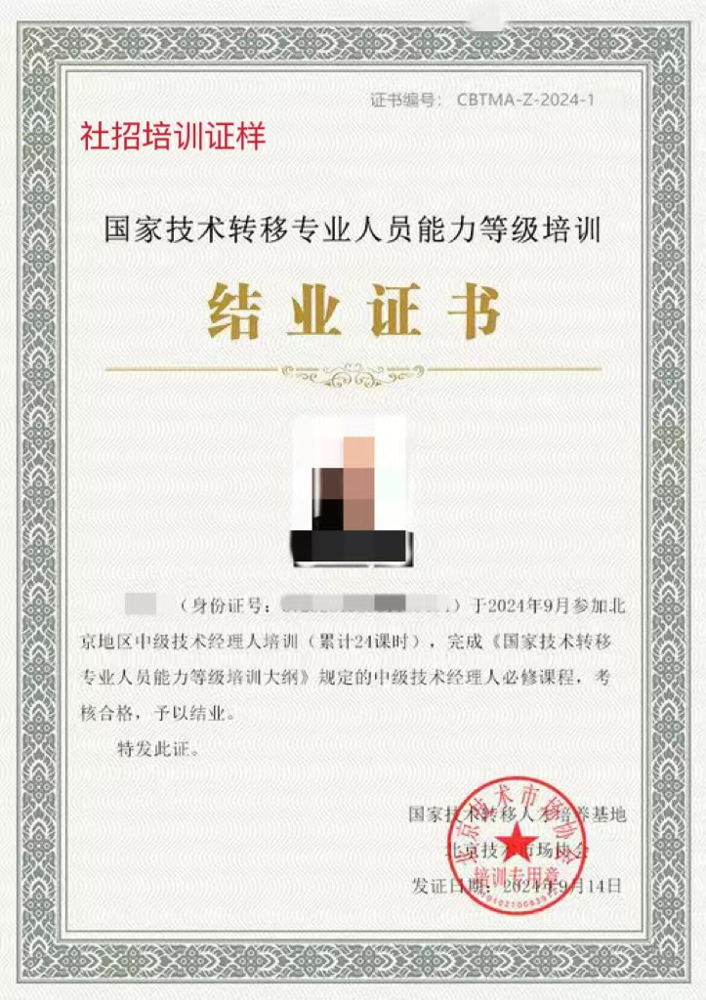 证书编号： CBTMA-Z-2024-1
社招培训证样
国家技术转移专业人员能力等级培训
结业证书
（身份证号：）于2024年9月参加北
京地区中级技术经理人培训（累计24课时），完成《国家技术转移
专业人员能力等级培训大纲》规定的中级技术经理人必修课程，考
核合格，予以结业。
特发此证。
国家技术转移人才培养基地
北京技术市场协会
发证日期：2024年9月14日
北京技术市场协会
培训专用章